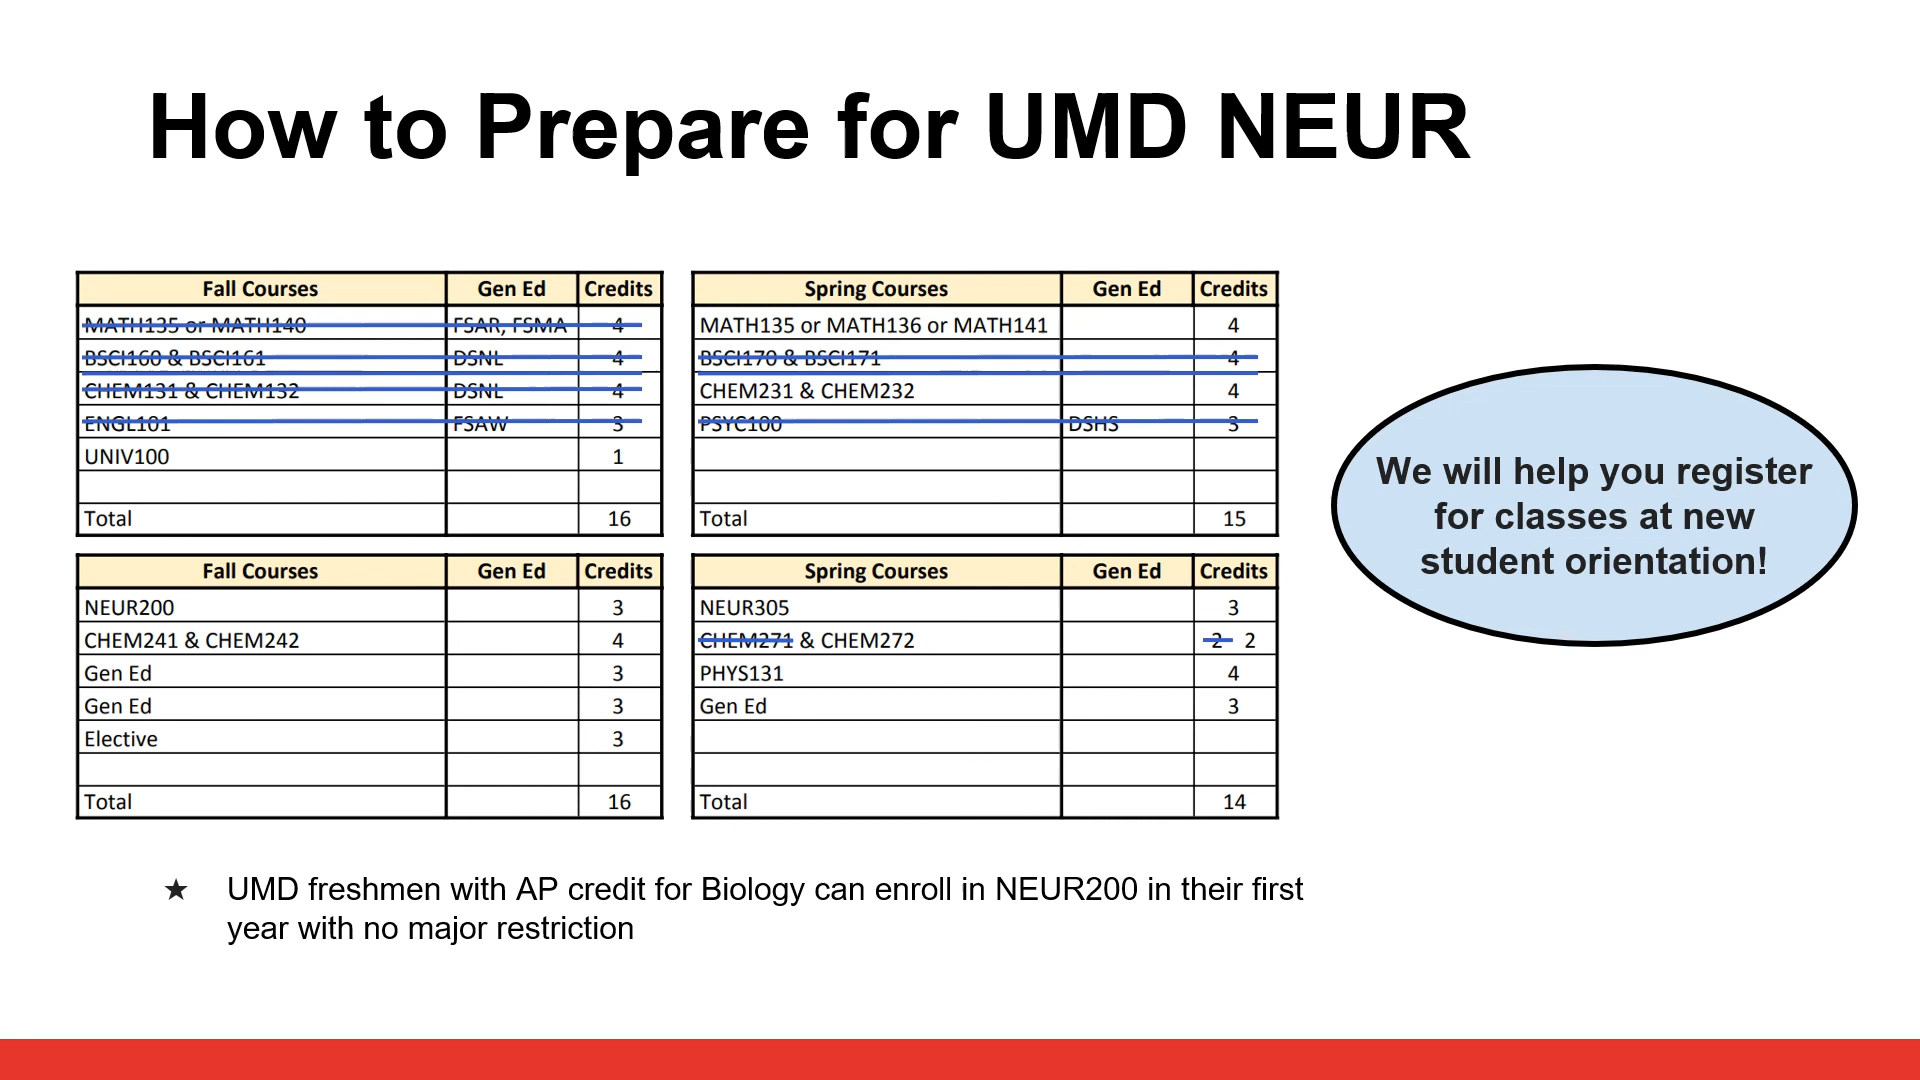 How to Prepare for UMD NEUR
Fall Courses Gen Ed Credits
MATH135 or MATH140 FSAR, FSMA 4
BSCI160 & BSCI161 DSNL 4
CHEM131 & CHEM132 DSNL 4
ENGL101 FSAW 3
UNIV100 1
Total 16
Spring Courses Gen Ed Credits
MATH135 or MATH136 or MATH141 4
BSCI170 & BSCI171 4
CHEM231 & CHEM232 4
PSYC100 DSHS 3
Total 15
Fall Courses Gen Ed Credits
NEUR200 3
CHEM241 & CHEM242 4
Gen Ed 3
Gen Ed 3
Elective 3
Total 16
Spring Courses Gen Ed Credits
NEUR305 3
CHEM271 & CHEM272 2 2
PHYS131 4
Gen Ed 3
Total 14
We will help you register
for classes at new
student orientation!
★ UMD freshmen with AP credit for Biology can enroll in NEUR200 in their first
year with no major restriction